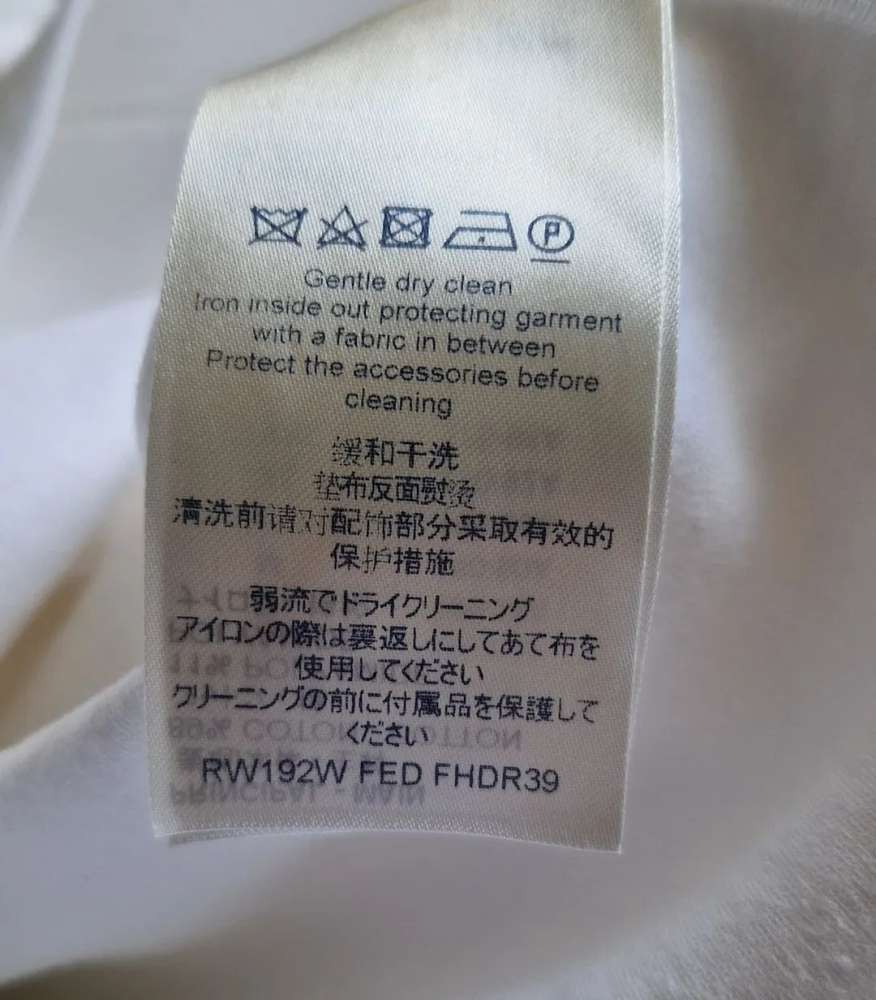 P
Gentle dry clean
Iron inside out protecting garment
with a fabric in between
Protect the accessories before
cleaning
缓和干洗
垫布反面熨烫
清洗前请对配饰部分采取有效的
保护措施
弱流でドライクリーニング
アイロンの際は裏返しにしてあて布を
使用してください
クリーニングの前に付属品を保護して
ください
RW192W FED FHDR39